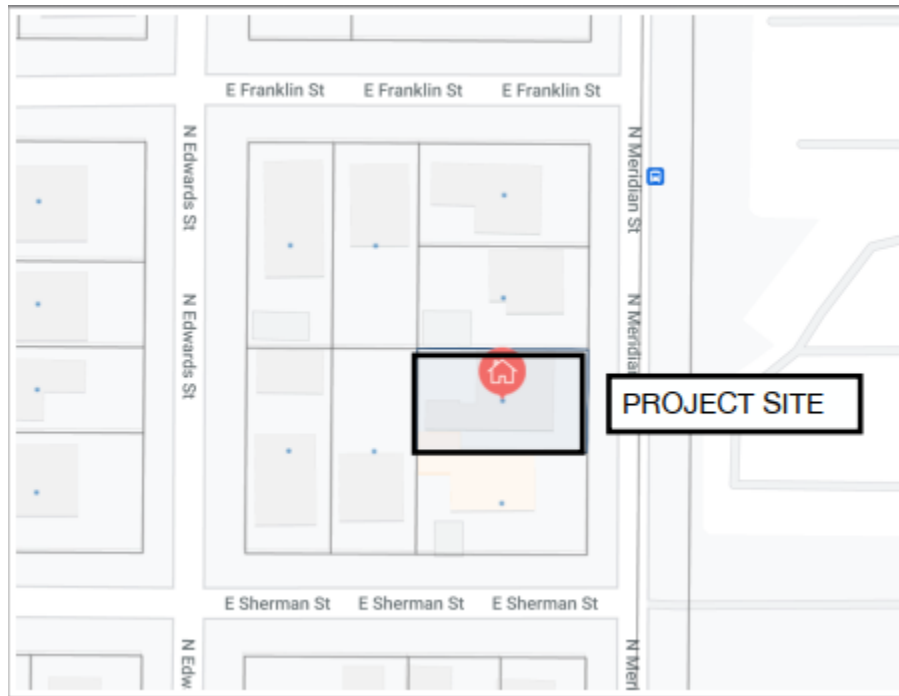 E Franklin St E Franklin St E Franklin St
N Edwards St
N Meridian St
N Edwards St
N Meridian
PROJECT SITE
E Sherman St E Sherman St E Sherman St
N Edw
N Meri